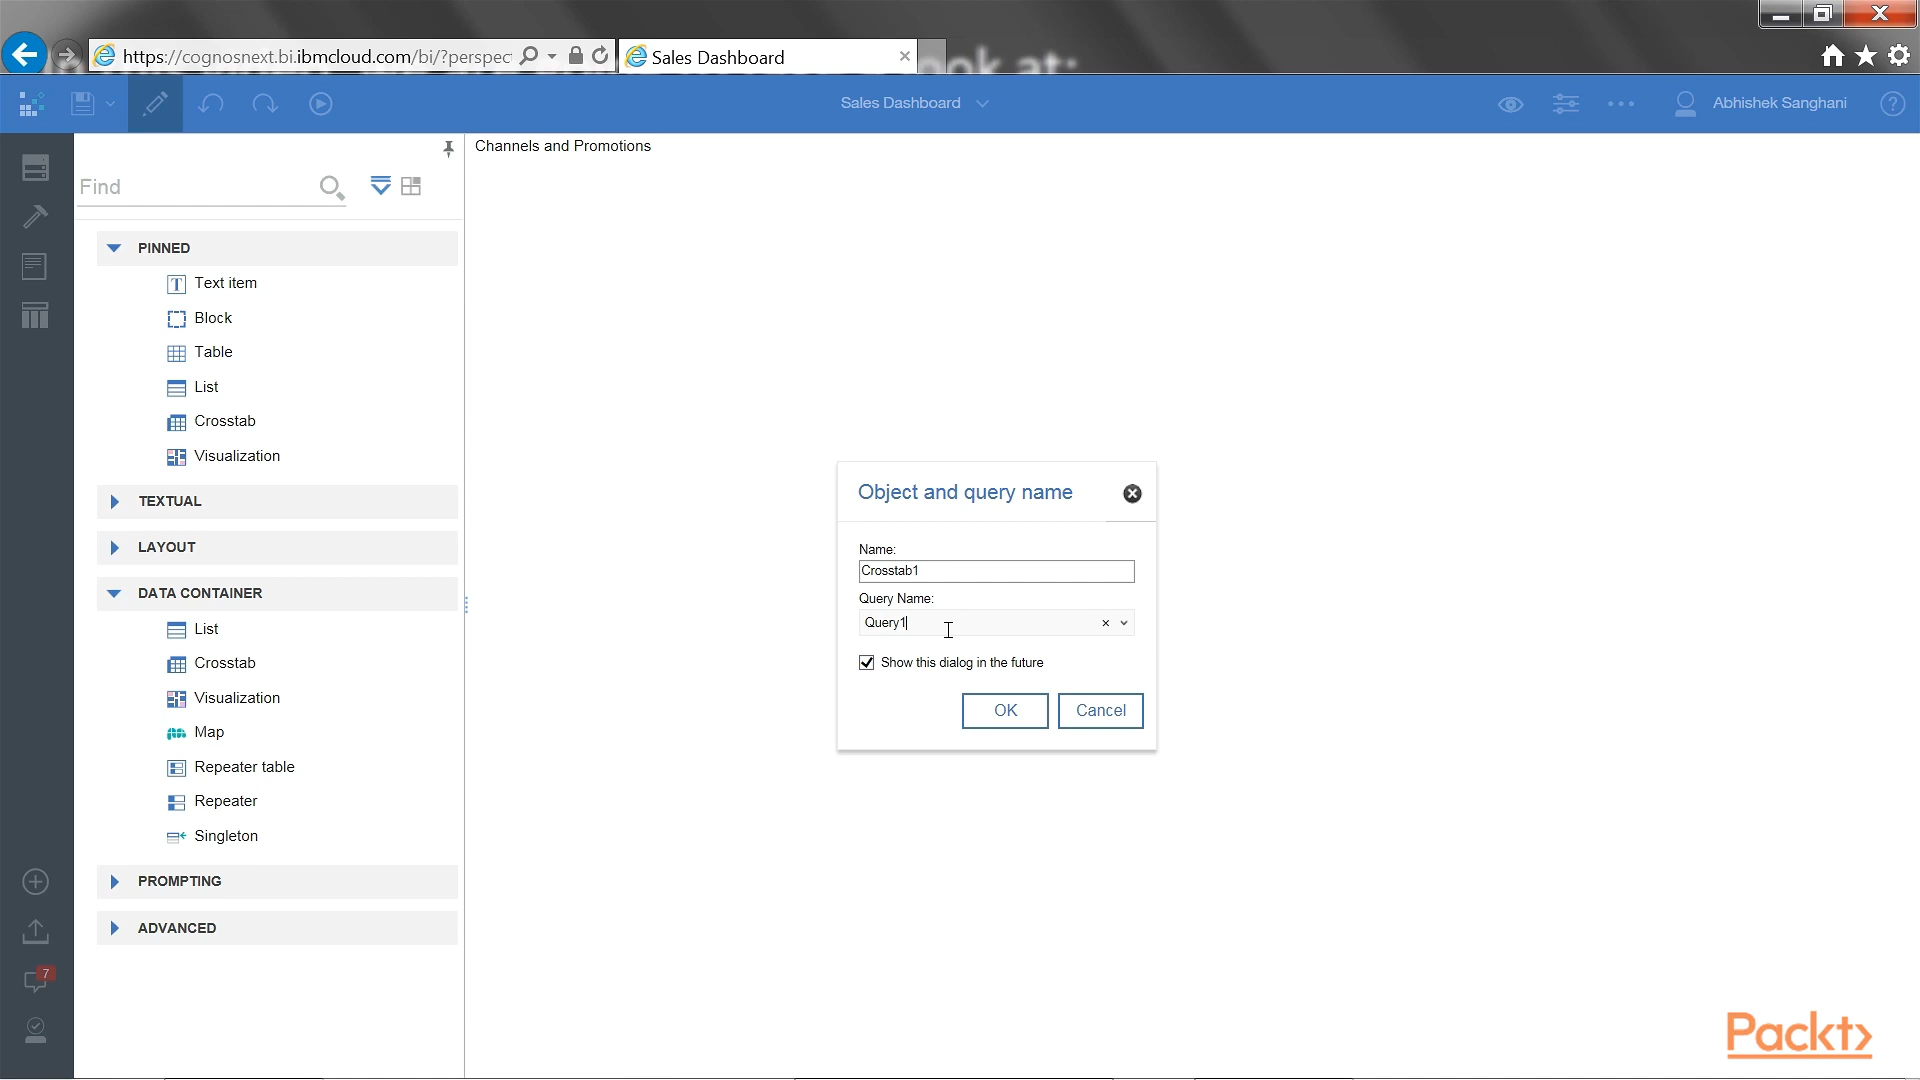 ook at:
https://cognosnext.bi.ibmcloud.com/bi/?perspec
Sales Dashboard
Sales Dashboard
Abhishek Sanghani
Channels and Promotions
Find
PINNED
Text item
Block
Table
List
Crosstab
Visualization
TEXTUAL
LAYOUT
DATA CONTAINER
List
Crosstab
Visualization
Map
Repeater table
Repeater
Singleton
PROMPTING
ADVANCED
7
Object and query name
Name:
Crosstab1
Query Name:
Query1
Show this dialog in the future
OK
Cancel
Packt>